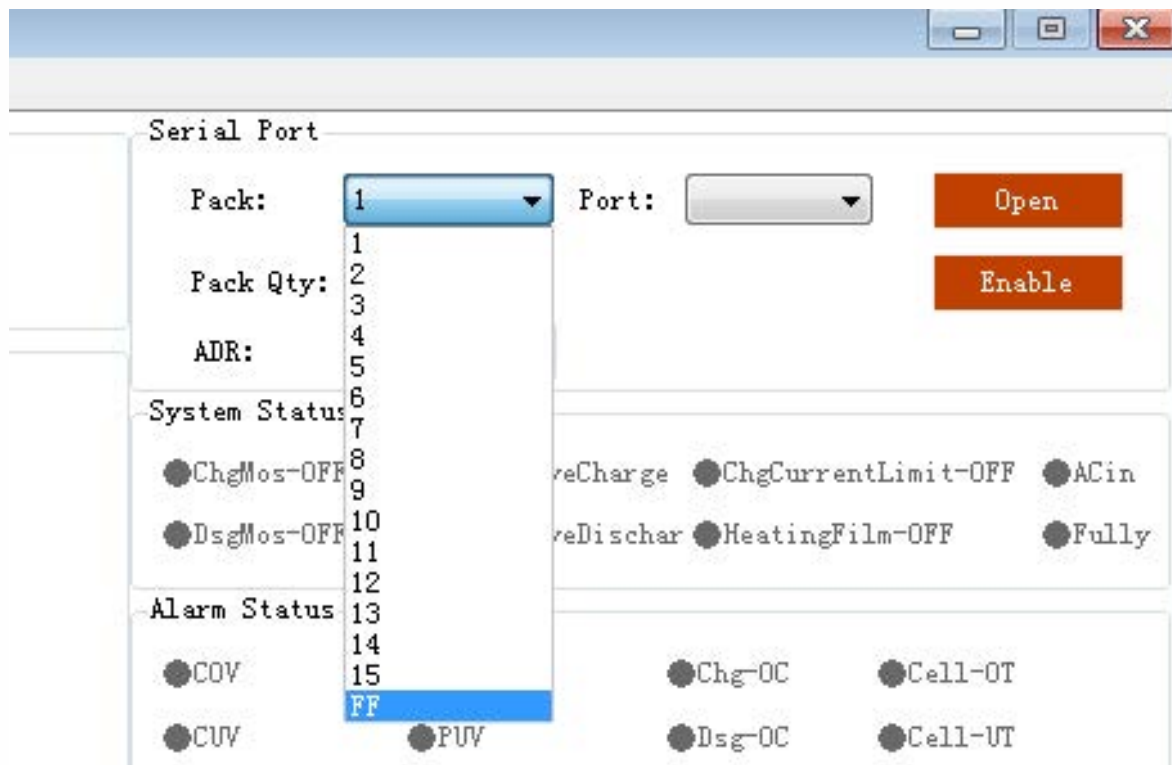 Serial Port
Pack: 1 Port: Open
1
Pack Qty: 2 Enable
3
4
ADR:
5
6
System Status
7
ChgMos-OFF 8 veCharge ChgCurrentLimit-OFF ACin
9
10
DsgMos-OFF veDischar HeatingFilm-OFF Fully
11
12
Alarm Status 13
14
COV 15 Chg-OC Cell-OT
FF
CUV PUV Dsg-OC Cell-UT